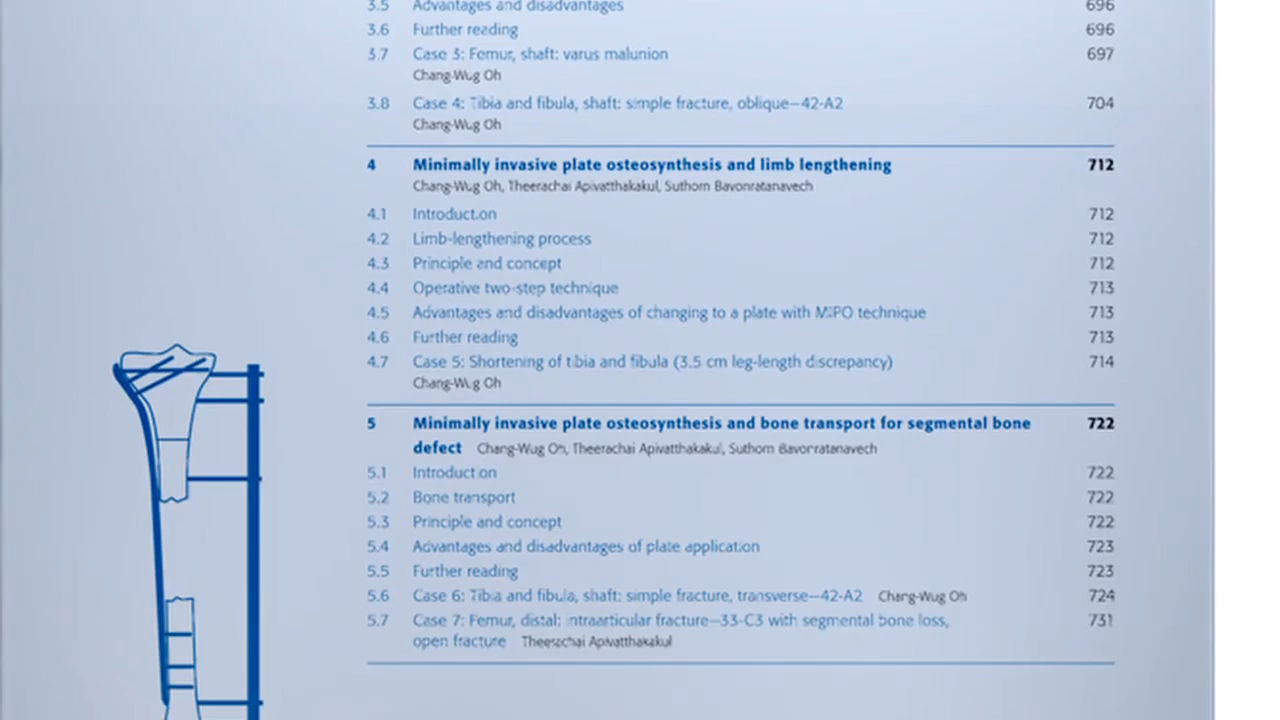 3.5 Advantages and disadvantages 696
3.6 Further reading 696
3.7 Case 3: Femur, shaft: varus malunion 697
Chang-Wug Oh
3.8 Case 4: Tibia and fibula, shaft: simple fracture, oblique—42-A2 704
Chang-Wug Oh
4 Minimally invasive plate osteosynthesis and limb lengthening 712
Chang-Wug Oh, Theerachai Apivatthakakul, Suthorn Bavonratanavech
4.1 Introduction 712
4.2 Limb-lengthening process 712
4.3 Principle and concept 712
4.4 Operative two-step technique 713
4.5 Advantages and disadvantages of changing to a plate with MIPO technique 713
4.6 Further reading 713
4.7 Case 5: Shortening of tibia and fibula (3.5 cm leg-length discrepancy) 714
Chang-Wug Oh
5 Minimally invasive plate osteosynthesis and bone transport for segmental bone 722
defect Chang-Wug Oh, Theerachai Apivatthakakul, Suthorn Bavonratanavech
5.1 Introduction 722
5.2 Bone transport 722
5.3 Principle and concept 722
5.4 Advantages and disadvantages of plate application 723
5.5 Further reading 723
5.6 Case 6: Tibia and fibula, shaft: simple fracture, transverse—42-A2 Chang-Wug Oh 724
5.7 Case 7: Femur, distal: intraarticular fracture—33-C3 with segmental bone loss, 731
open fracture Theerachai Apivatthakakul